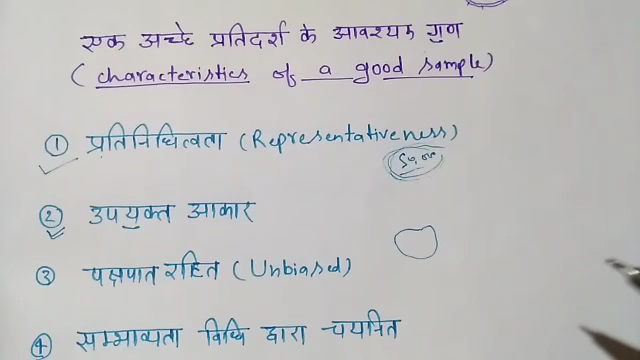 एक अच्छे प्रतिदर्श के आवश्यक गुण
( characteristics of a good sample)
① प्रतिनिधित्वता (Representativeness)
② उपयुक्त आकार
③ पक्षपात रहित (Unbiased)
④ सम्भाव्यता विधि द्वारा चयनित